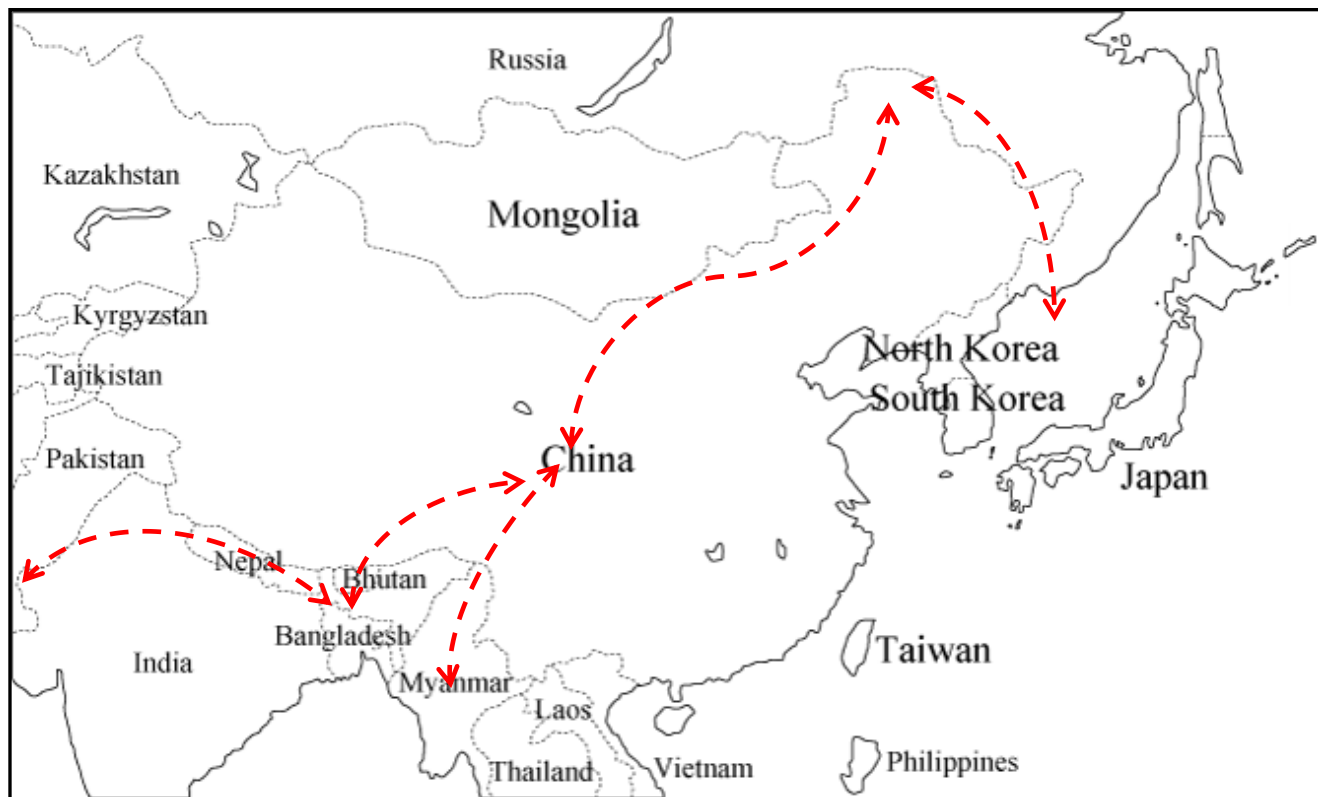 Russia
Kazakhstan
Mongolia
Kyrgyzstan
North Korea
Tajikistan
South Korea
Pakistan
China
Japan
Nepal
Bhutan
Bangladesh
India
Taiwan
Myanmar
Laos
Thailand
Vietnam
Philippines